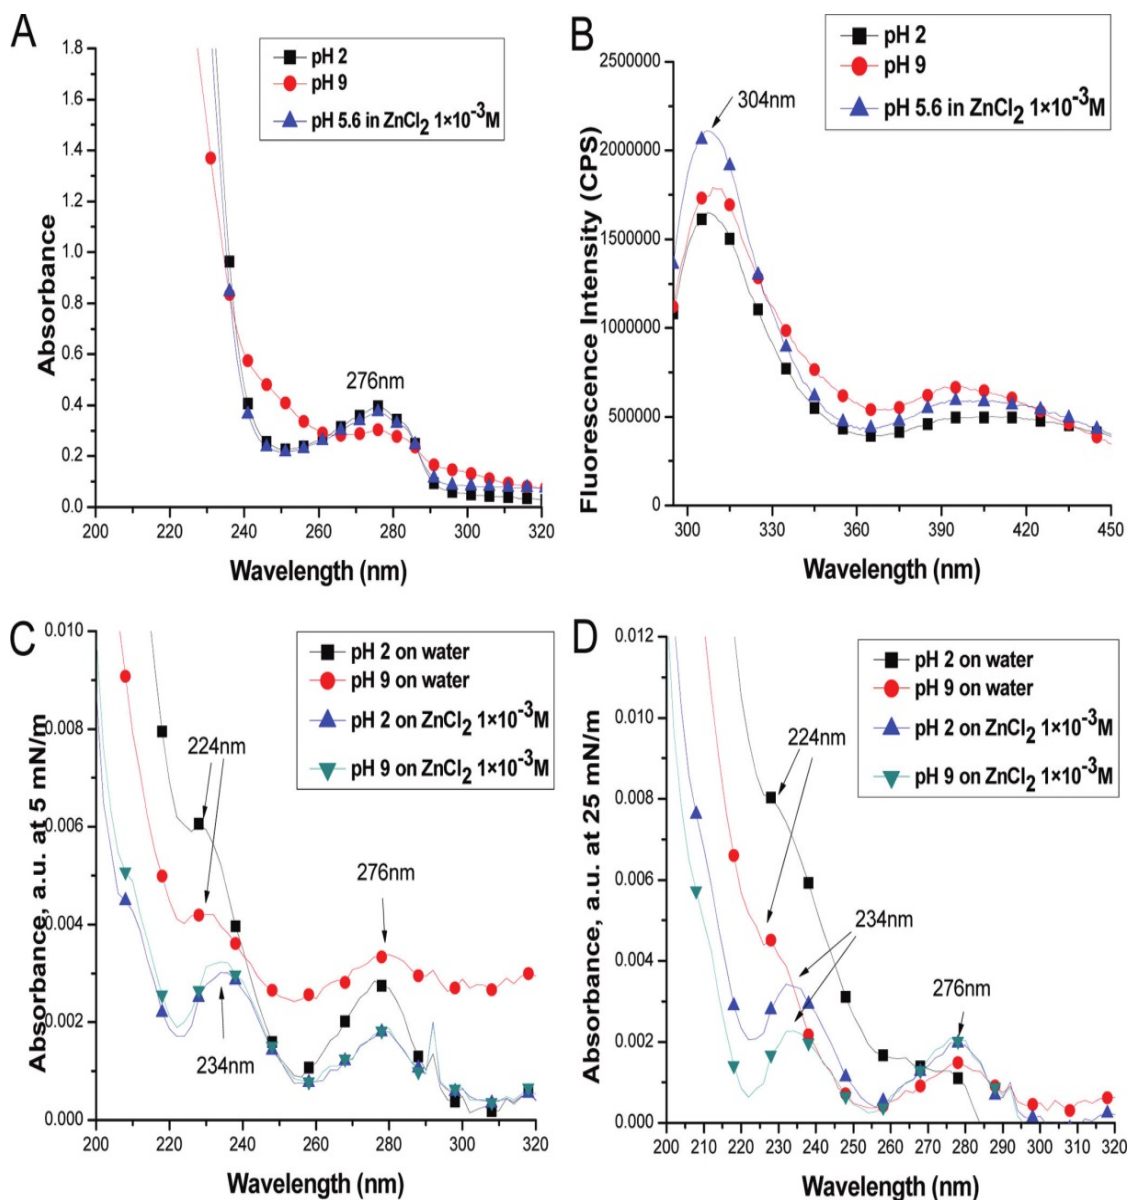 A
pH 2
pH 9
pH 5.6 in ZnCl₂ 1×10⁻³M
276nm
Absorbance
0.0
0.2
0.4
0.6
0.8
1.0
1.2
1.4
1.6
1.8
200 220 240 260 280 300 320
Wavelength (nm)
B
pH 2
pH 9
pH 5.6 in ZnCl₂ 1×10⁻³M
304nm
Fluorescence Intensity (CPS)
2500000
2000000
1500000
1000000
500000
0
300 330 360 390 420 450
Wavelength (nm)
C
pH 2 on water
pH 9 on water
pH 2 on ZnCl₂ 1×10⁻³M
pH 9 on ZnCl₂ 1×10⁻³M
224nm
276nm
234nm
Absorbance, a.u. at 5 mN/m
0.010
0.008
0.006
0.004
0.002
0.000
200 220 240 260 280 300 320
Wavelength (nm)
D
pH 2 on water
pH 9 on water
pH 2 on ZnCl₂ 1×10⁻³M
pH 9 on ZnCl₂ 1×10⁻³M
224nm
234nm
276nm
Absorbance, a.u. at 25 mN/m
0.012
0.010
0.008
0.006
0.004
0.002
0.000
200 210 220 230 240 250 260 270 280 290 300 310 320
Wavelength (nm)